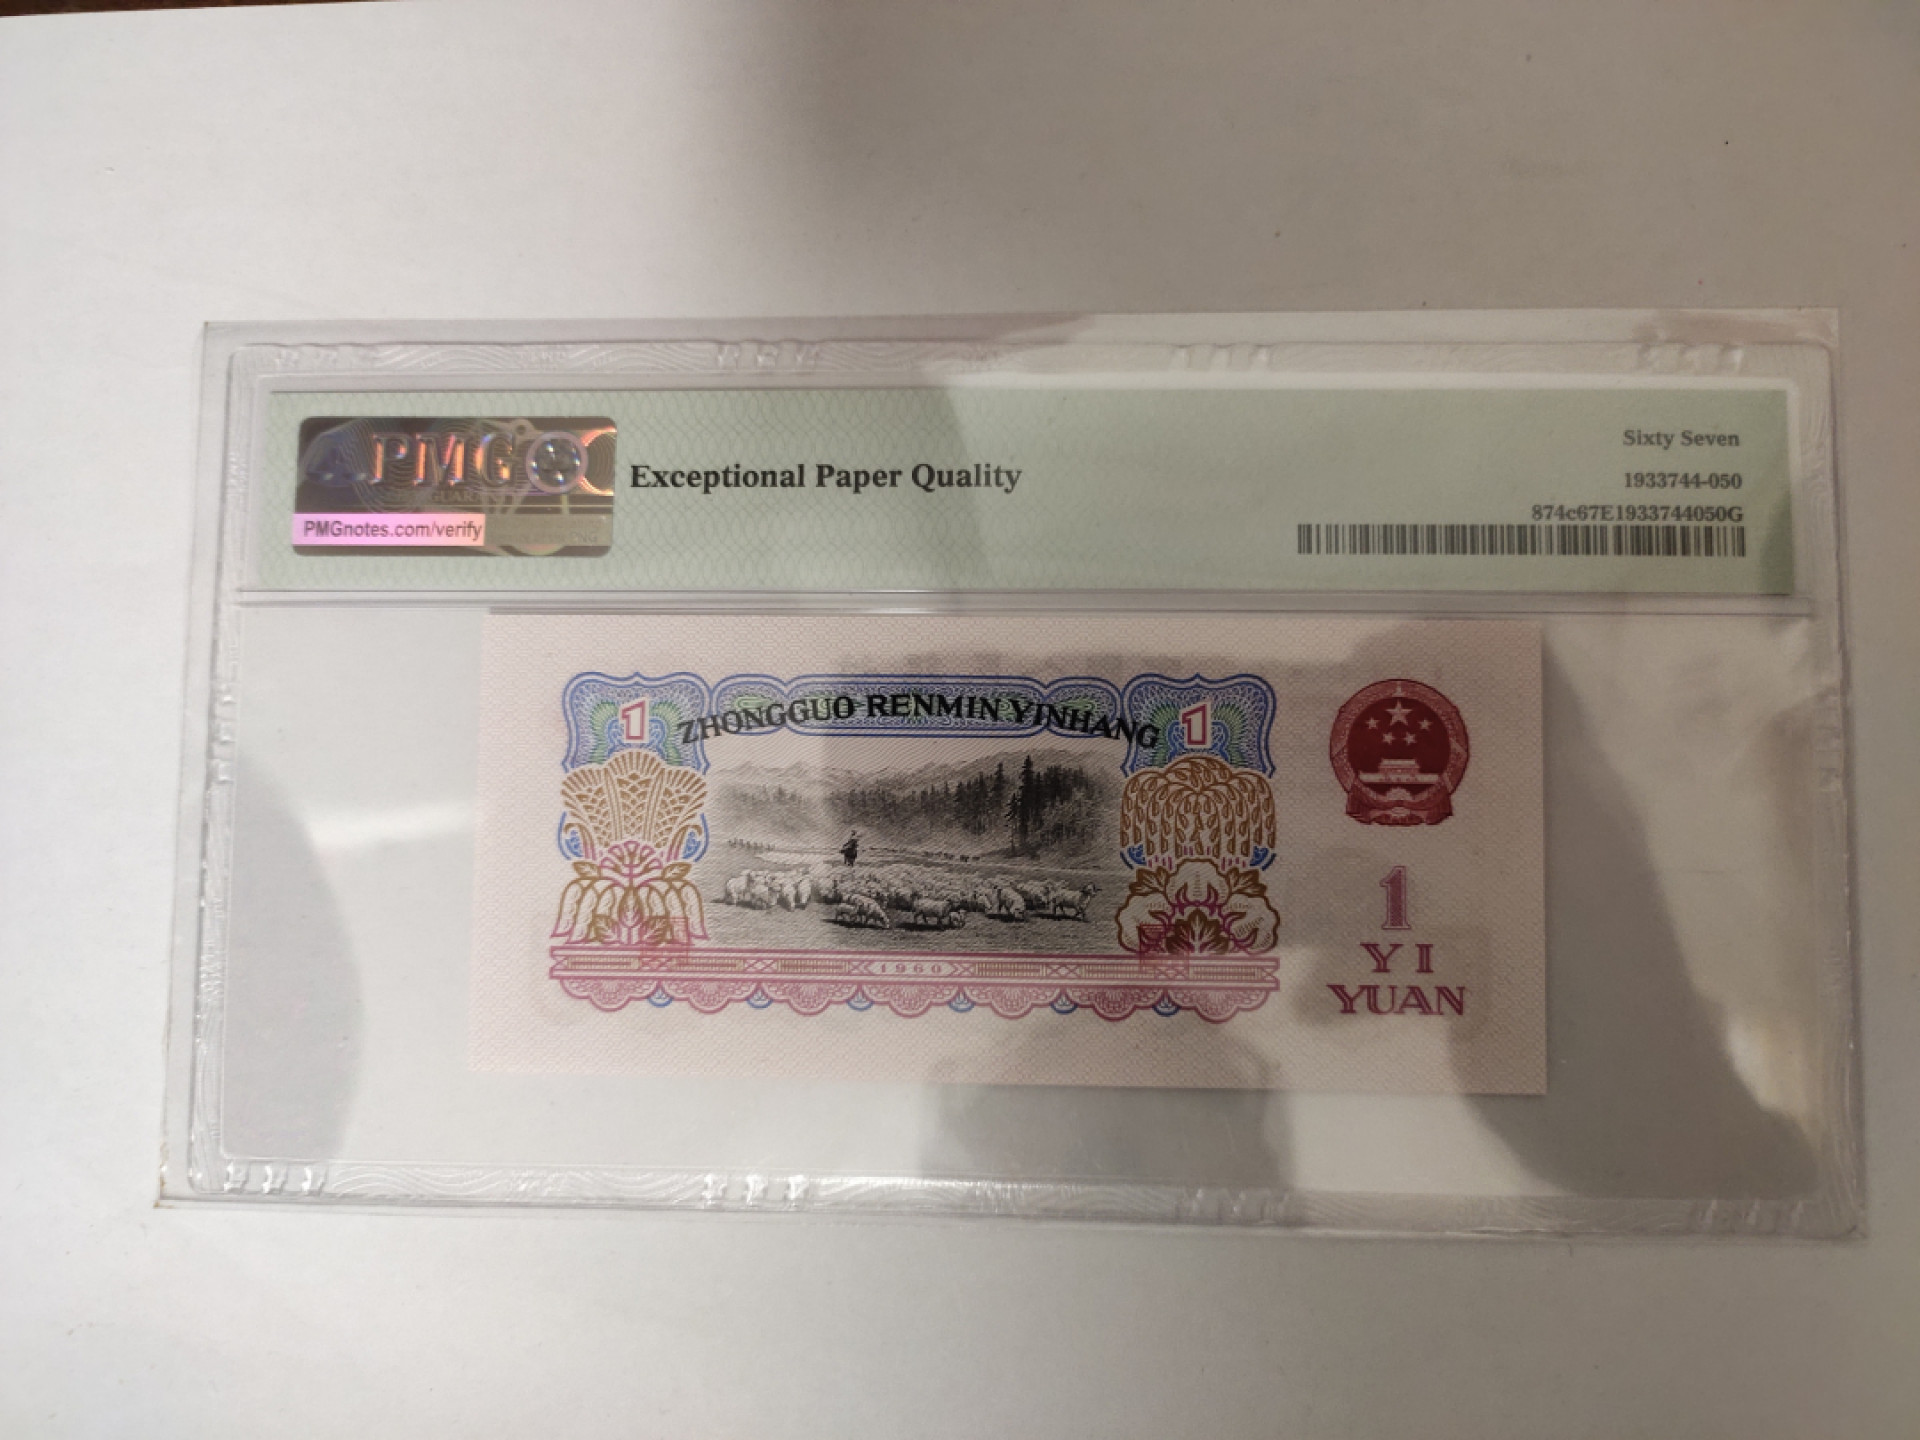 PMG
PMGnotes.com/verify
Exceptional Paper Quality
Sixty Seven
1933744-050
874c67E1933744050G
1 ZHONGGUO RENMIN YINHANG 1
1960
1
YI
YUAN